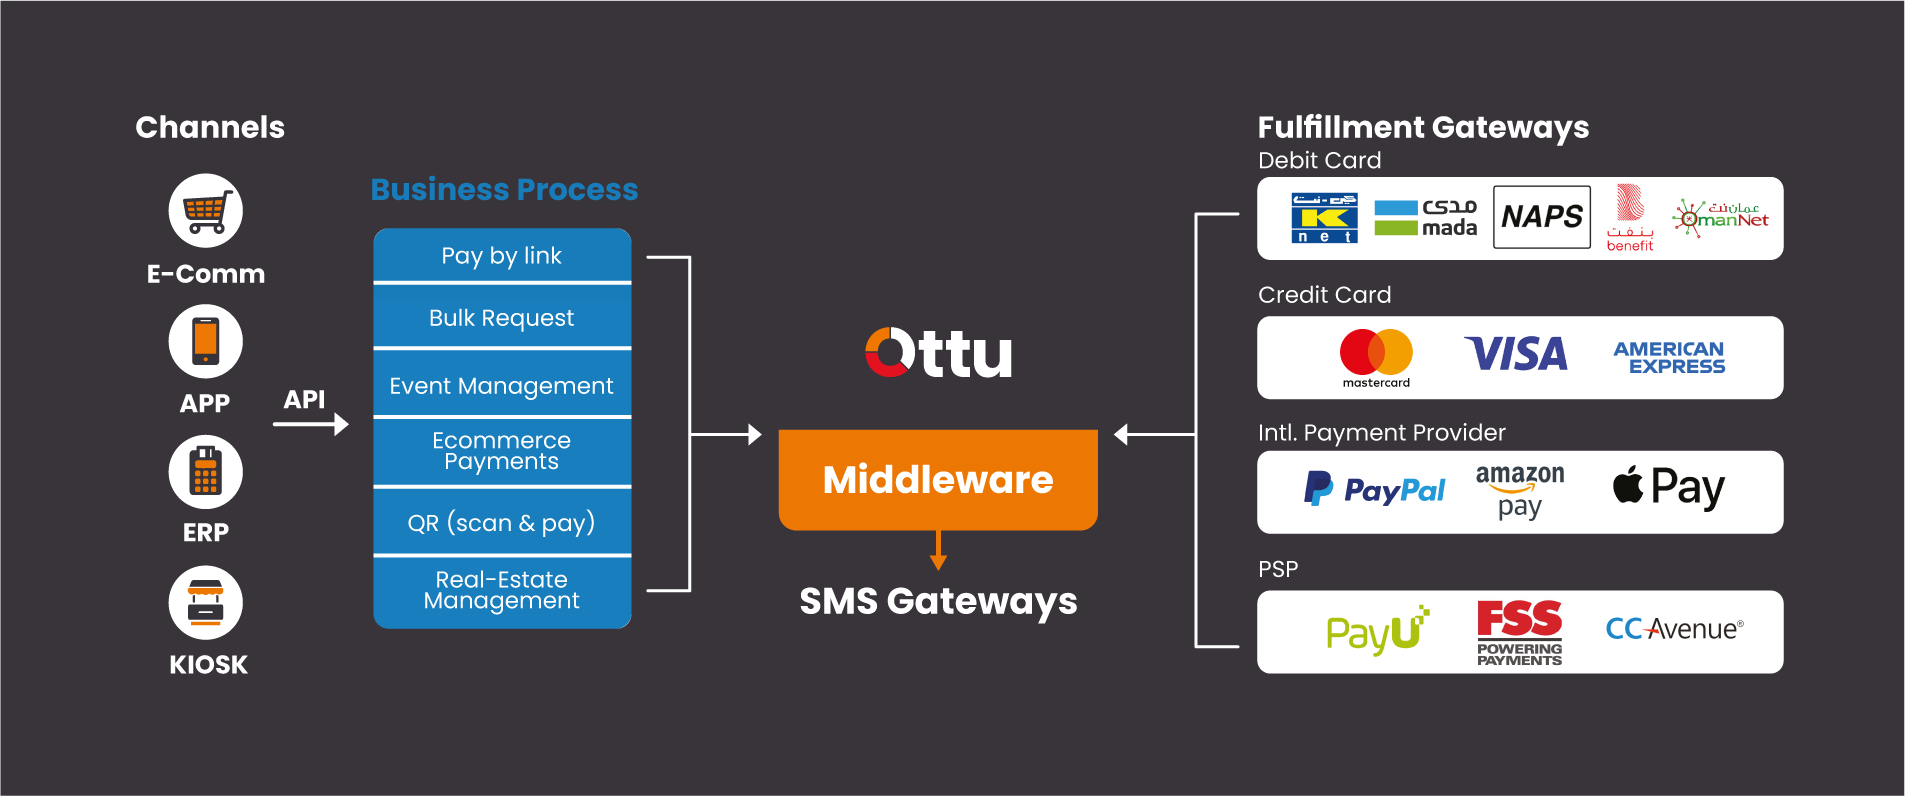 Channels
E-Comm
APP
ERP
KIOSK
API
Business Process
Pay by link
Bulk Request
Event Management
Ecommerce
Payments
QR (scan & pay)
Real-Estate
Management
Ottu
Middleware
SMS Gateways
Fulfillment Gateways
Debit Card
كي-نت
K
net
مدى
mada
NAPS
بنفت
benefit
عمان نت
OmanNet
Credit Card
mastercard
VISA
AMERICAN
EXPRESS
Intl. Payment Provider
PayPal
amazon
pay
Pay
PSP
PayU
FSS
POWERING
PAYMENTS
CCAvenue®